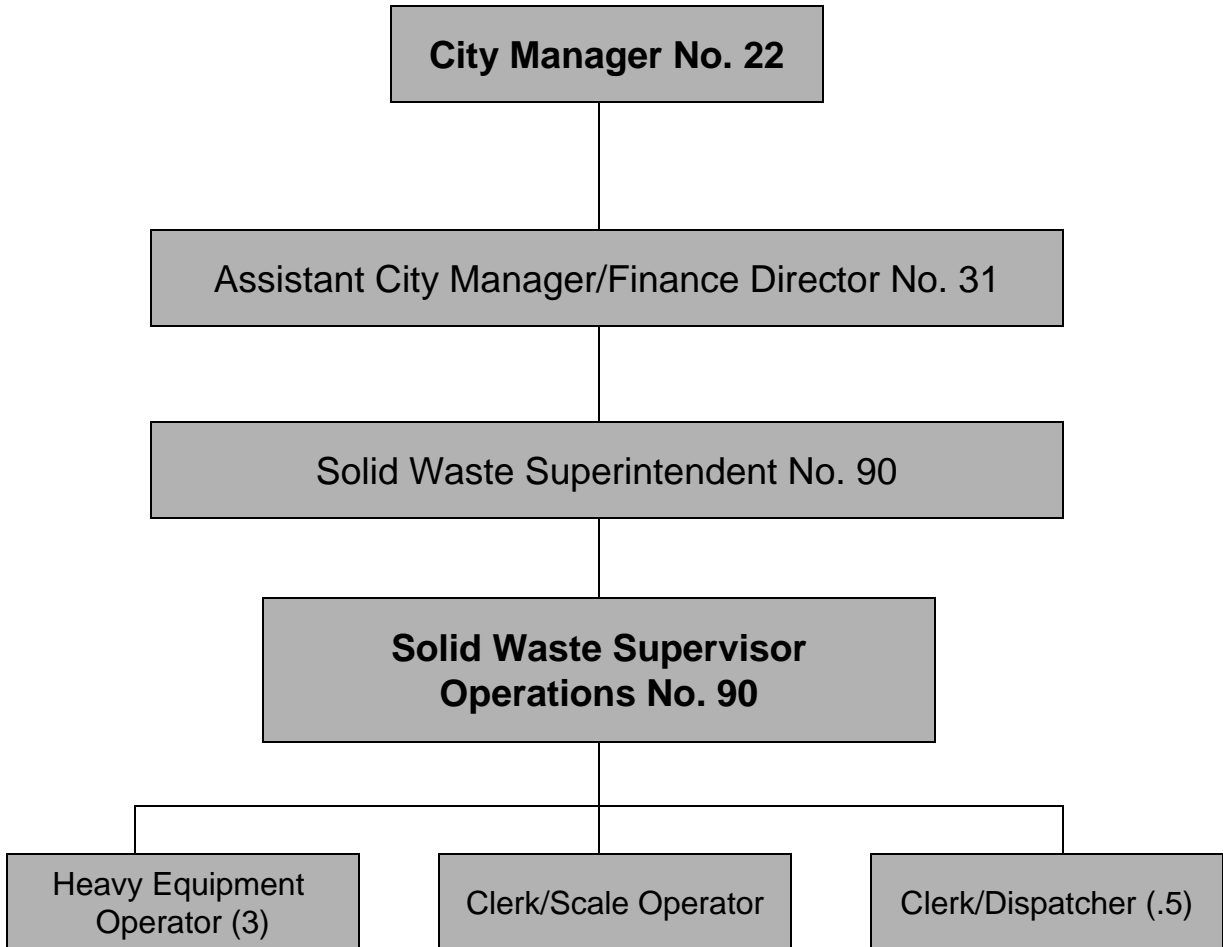 City Manager No. 22
Assistant City Manager/Finance Director No. 31
Solid Waste Superintendent No. 90
Solid Waste Supervisor
Operations No. 90
Heavy Equipment
Operator (3)
Clerk/Scale Operator
Clerk/Dispatcher (.5)